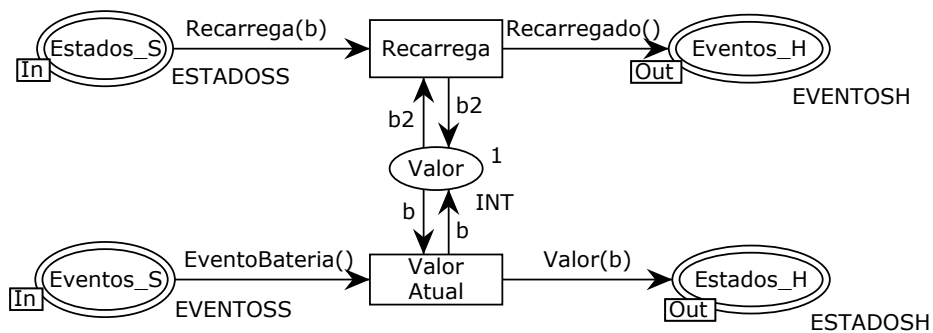 Estados_S
In
ESTADOSS
Recarrega(b)
Recarrega
Recarregado()
Eventos_H
Out
EVENTOSH
b2
b2
Valor
1
INT
b
b
Eventos_S
In
EVENTOSS
EventoBateria()
Valor
Atual
Valor(b)
Estados_H
Out
ESTADOSH